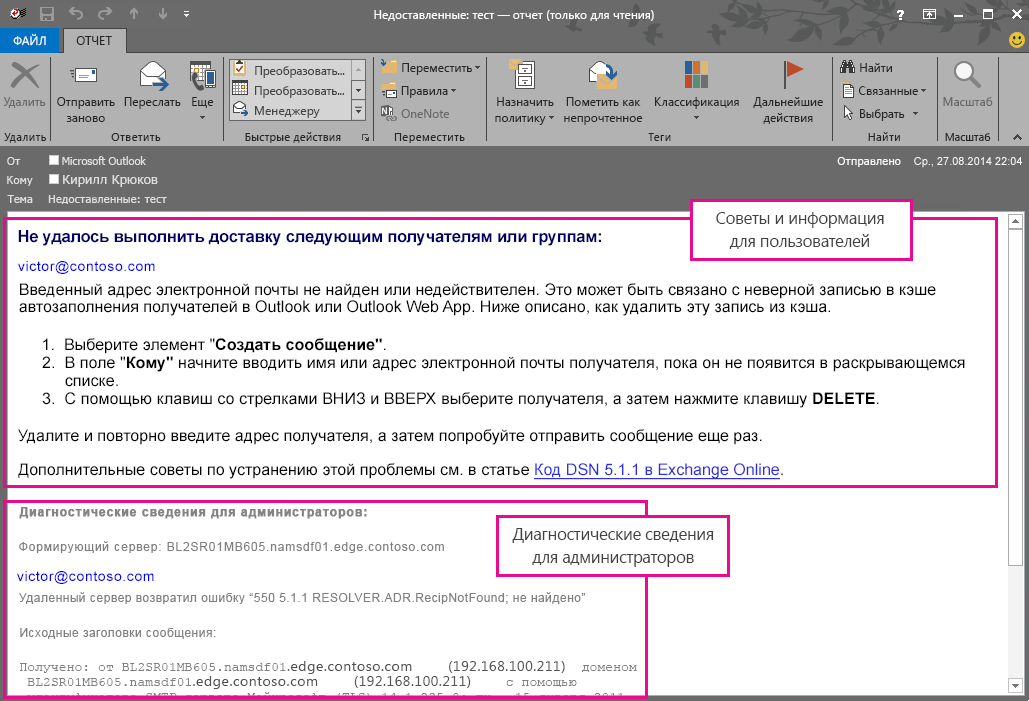 Недоставленные: тест — отчет (только для чтения)
?
ФАЙЛ
ОТЧЕТ
Удалить
Отправить заново
Переслать
Еще
Преобразовать...
Преобразовать...
Менеджеру
Переместить
Правила
OneNote
Назначить политику
Пометить как непрочтенное
Классификация
Дальнейшие действия
Найти
Связанные
Выбрать
Масштаб
Удалить
Ответить
Быстрые действия
Переместить
Теги
Найти
Масштаб
От Microsoft Outlook
Отправлено Ср., 27.08.2014 22:04
Кому Кирилл Крюков
Тема Недоставленные: тест
Советы и информация
для пользователей
Не удалось выполнить доставку следующим получателям или группам:
victor@contoso.com
Введенный адрес электронной почты не найден или недействителен. Это может быть связано с неверной записью в кэше
автозаполнения получателей в Outlook или Outlook Web App. Ниже описано, как удалить эту запись из кэша.
1. Выберите элемент "Создать сообщение".
2. В поле "Кому" начните вводить имя или адрес электронной почты получателя, пока он не появится в раскрывающемся
списке.
3. С помощью клавиш со стрелками ВНИЗ и ВВЕРХ выберите получателя, а затем нажмите клавишу DELETE.
Удалите и повторно введите адрес получателя, а затем попробуйте отправить сообщение еще раз.
Дополнительные советы по устранению этой проблемы см. в статье Код DSN 5.1.1 в Exchange Online.
Диагностические сведения для администраторов:
Диагностические сведения
для администраторов
Формирующий сервер: BL2SR01MB605.namsdf01.edge.contoso.com
victor@contoso.com
Удаленный сервер возвратил ошибку “550 5.1.1 RESOLVER.ADR.RecipNotFound; не найдено”
Исходные заголовки сообщения:
Получено: от BL2SR01MB605.namsdf01.edge.contoso.com (192.168.100.211) доменом
BL2SR01MB605.namsdf01.edge.contoso.com (192.168.100.211) с помощью